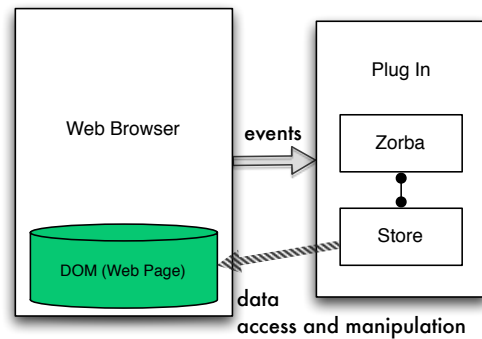 Plug In
Web Browser
events
Zorba
Store
DOM (Web Page)
data
access and manipulation